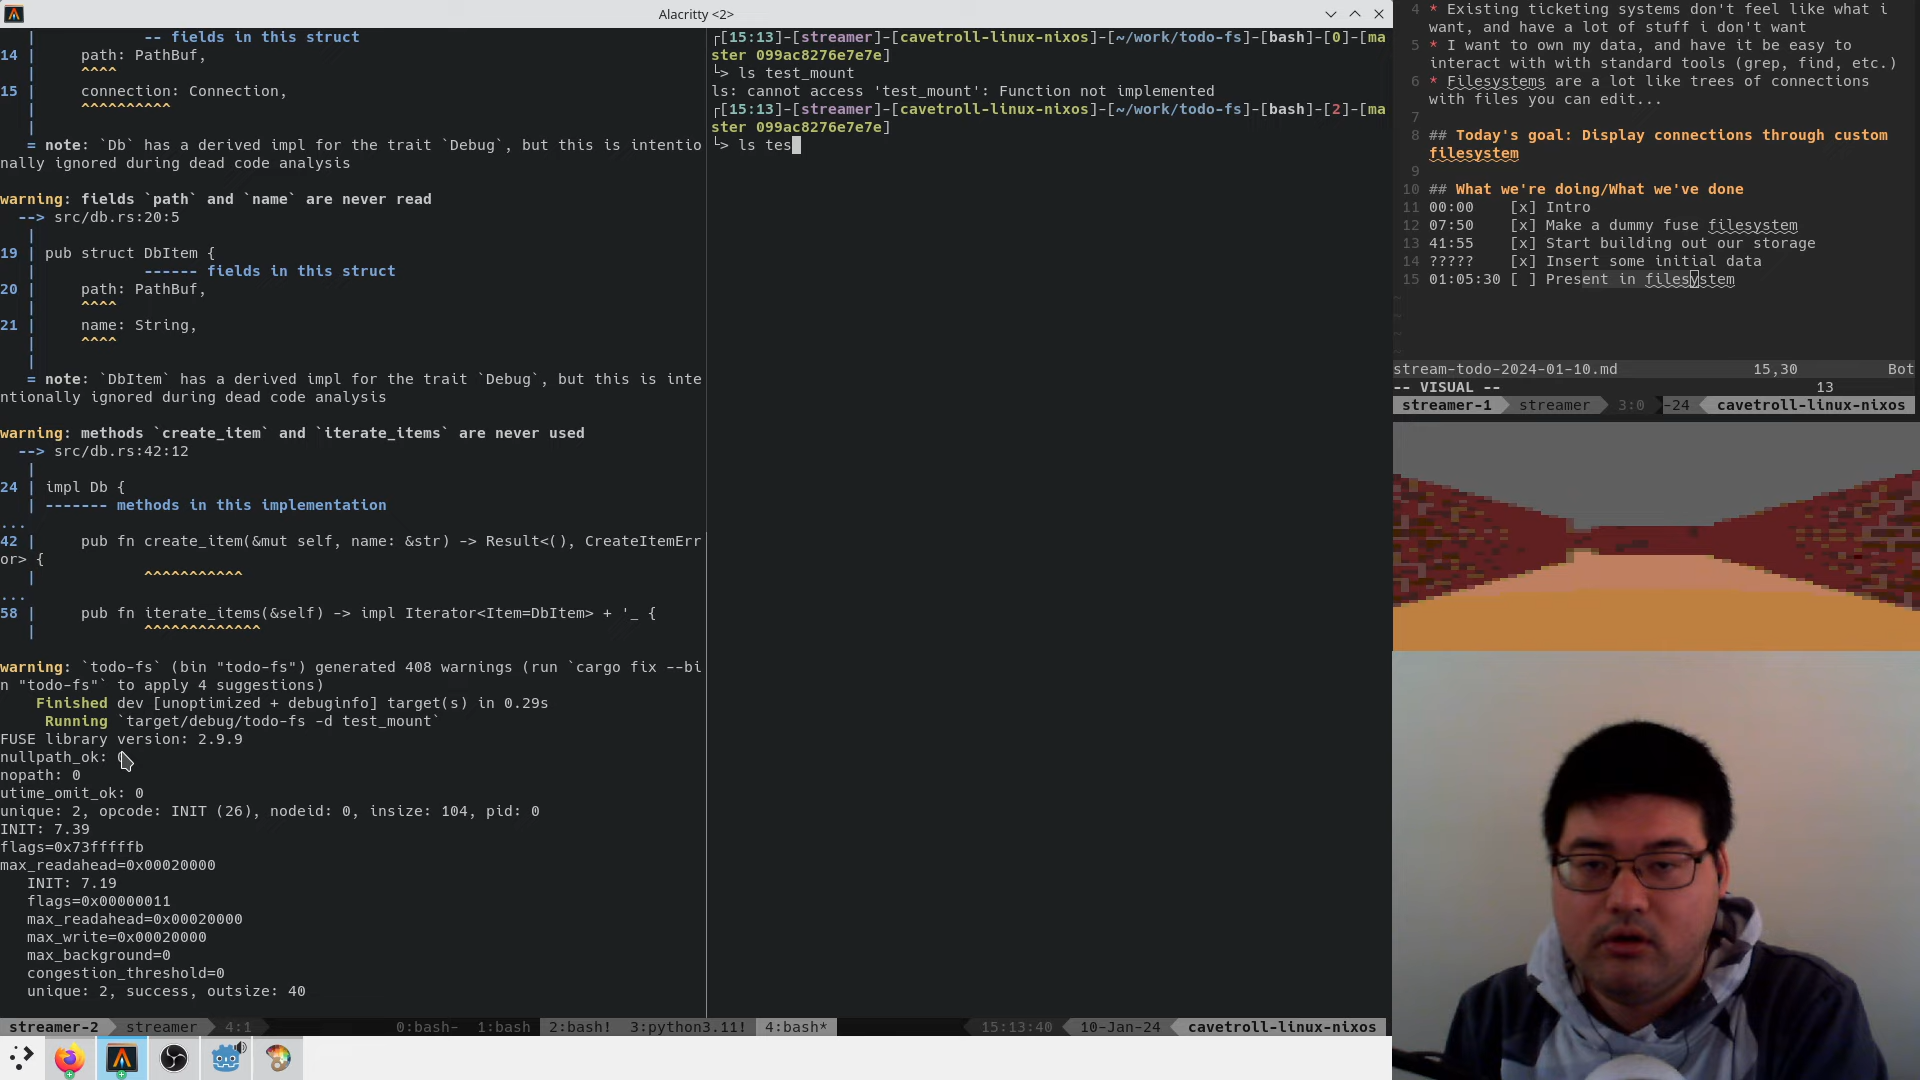 Alacritty <2>
   |            -- fields in this struct
14 |     path: PathBuf,
   |     ^^^^
15 |     connection: Connection,
   |     ^^^^^^^^^^
   |
   = note: `Db` has a derived impl for the trait `Debug`, but this is intentio
nally ignored during dead code analysis
warning: fields `path` and `name` are never read
  --> src/db.rs:20:5
   |
19 | pub struct DbItem {
   |            ------ fields in this struct
20 |     path: PathBuf,
   |     ^^^^
21 |     name: String,
   |     ^^^^
   |
   = note: `DbItem` has a derived impl for the trait `Debug`, but this is inte
ntionally ignored during dead code analysis
warning: methods `create_item` and `iterate_items` are never used
  --> src/db.rs:42:12
   |
24 | impl Db {
   | ------- methods in this implementation
...
42 |     pub fn create_item(&mut self, name: &str) -> Result<(), CreateItemErr
or> {
   |            ^^^^^^^^^^^
...
58 |     pub fn iterate_items(&self) -> impl Iterator<Item=DbItem> + '_ {
   |            ^^^^^^^^^^^^^
warning: `todo-fs` (bin "todo-fs") generated 408 warnings (run `cargo fix --bi
n "todo-fs"` to apply 4 suggestions)
    Finished dev [unoptimized + debuginfo] target(s) in 0.29s
     Running `target/debug/todo-fs -d test_mount`
FUSE library version: 2.9.9
nullpath_ok: 
nopath: 0
utime_omit_ok: 0
unique: 2, opcode: INIT (26), nodeid: 0, insize: 104, pid: 0
INIT: 7.39
flags=0x73fffffb
max_readahead=0x00020000
   INIT: 7.19
   flags=0x00000011
   max_readahead=0x00020000
   max_write=0x00020000
   max_background=0
   congestion_threshold=0
   unique: 2, success, outsize: 40
┌[15:13]-[streamer]-[cavetroll-linux-nixos]-[~/work/todo-fs]-[bash]-[0]-[ma
ster 099ac8276e7e7e]
└> ls test_mount
ls: cannot access 'test_mount': Function not implemented
┌[15:13]-[streamer]-[cavetroll-linux-nixos]-[~/work/todo-fs]-[bash]-[2]-[ma
ster 099ac8276e7e7e]
└> ls tes
streamer-2 streamer 4:1 0:bash- 1:bash 2:bash! 3:python3.11! 4:bash* 15:13:40 10-Jan-24 cavetroll-linux-nixos
4 * Existing ticketing systems don't feel like what i
want, and have a lot of stuff i don't want
5 * I want to own my data, and have it be easy to
interact with with standard tools (grep, find, etc.)
6 * Filesystems are a lot like trees of connections
with files you can edit...
7
8 ## Today's goal: Display connections through custom
filesystem
9
10 ## What we're doing/What we've done
11 00:00    [x] Intro
12 07:50    [x] Make a dummy fuse filesystem
13 41:55    [x] Start building out our storage
14 ?????    [x] Insert some initial data
15 01:05:30 [ ] Present in filesystem
~
~
~
~
stream-todo-2024-01-10.md 15,30 Bot
-- VISUAL -- 13
streamer-1 streamer 3:0 -24 cavetroll-linux-nixos